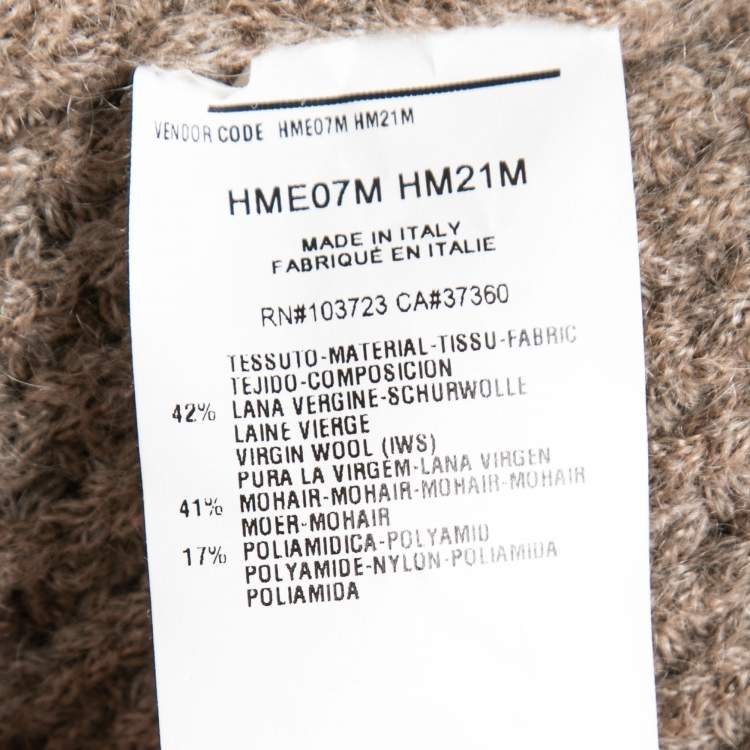 VENDOR CODE HME07M HM21M
HME07M HM21M
MADE IN ITALY
FABRIQUÉ EN ITALIE
RN#103723 CA#37360
TESSUTO-MATERIAL-TISSU-FABRIC
TEJIDO-COMPOSICION
42% LANA VERGINE-SCHURWOLLE
LAINE VIERGE
VIRGIN WOOL (IWS)
PURA LA VIRGEM-LANA VIRGEN
41% MOHAIR-MOHAIR-MOHAIR-MOHAIR
MOER-MOHAIR
17% POLIAMIDICA-POLYAMID
POLYAMIDE-NYLON-POLIAMIDA
POLIAMIDA